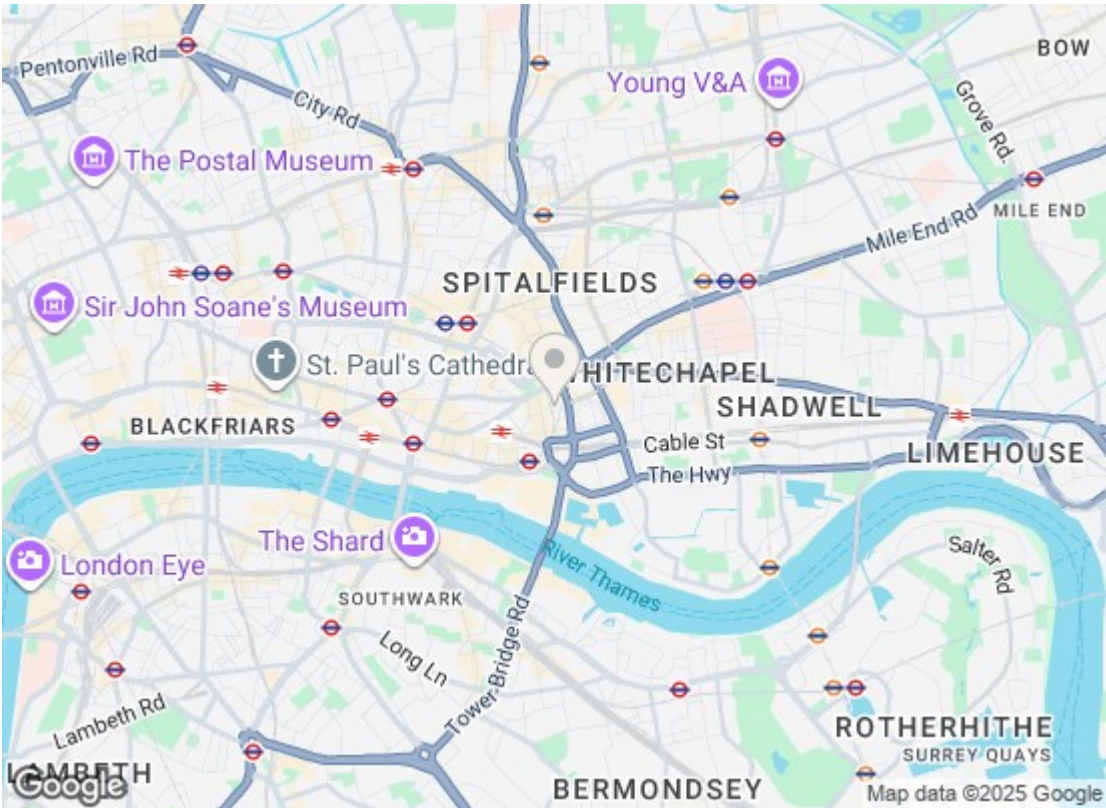 BOW
Pentonville Rd
Young V&A
City Rd
Grove Rd.
The Postal Museum
MILE END
Mile End Rd
SPITALFIELDS
Sir John Soane's Museum
St. Paul's Cathedra
WHITECHAPEL
SHADWELL
BLACKFRIARS
Cable St
LIMEHOUSE
The Hwy
The Shard
River Thames
Salter Rd
London Eye
SOUTHWARK
Long Ln
Tower Bridge Rd
Lambeth Rd
ROTHERHITHE
SURREY QUAYS
LAMBETH
Google
BERMONDSEY
Map data ©2025 Google